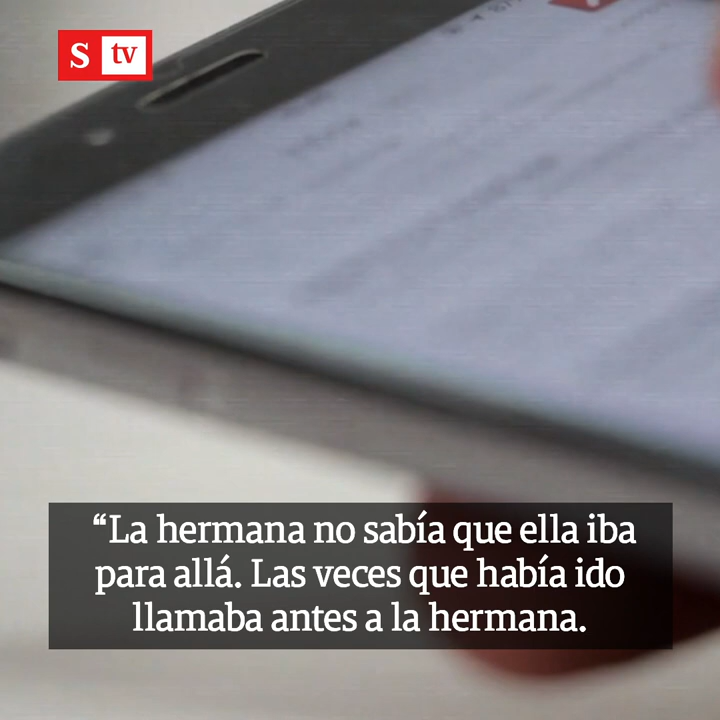 S tv
“La hermana no sabía que ella iba
para allá. Las veces que había ido
llamaba antes a la hermana.